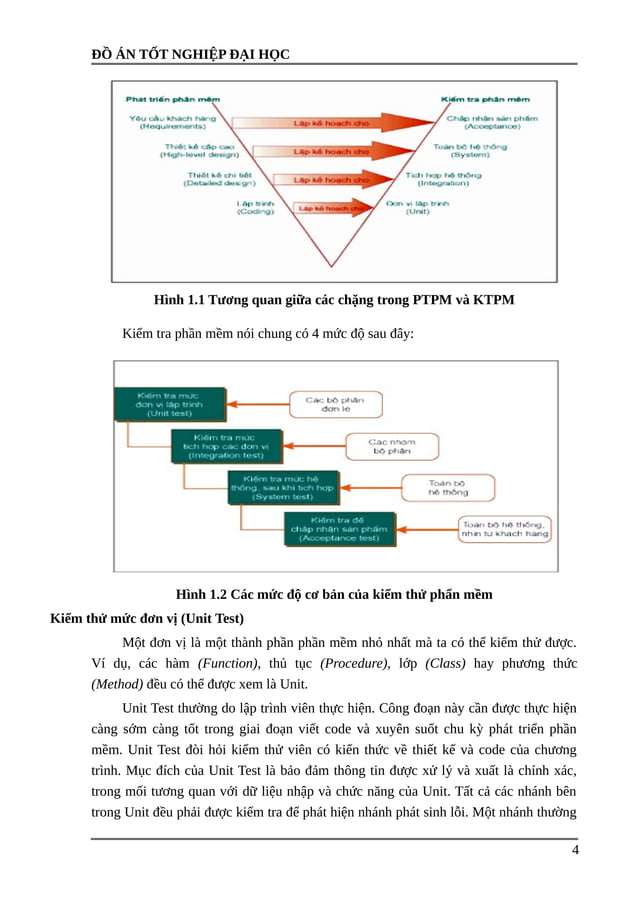 ĐỒ ÁN TỐT NGHIỆP ĐẠI HỌC
Phát triển phần mềm
Kiểm tra phần mềm
Yêu cầu khách hàng
(Requirements)
Lập kế hoạch cho
Chấp nhận sản phẩm
(Acceptance)
Thiết kế cấp cao
(High-level design)
Lập kế hoạch cho
Toàn bộ hệ thống
(System)
Thiết kế chi tiết
(Detailed design)
Lập kế hoạch cho
Tích hợp hệ thống
(Integration)
Lập trình
(Coding)
Lập kế hoạch cho
Đơn vị lập trình
(Unit)
Hình 1.1 Tương quan giữa các chặng trong PTPM và KTPM
Kiểm tra phần mềm nói chung có 4 mức độ sau đây:
Kiểm tra mức
đơn vị lập trình
(Unit test)
Các bộ phận
đơn lẻ
Kiểm tra mức
tích hợp các đơn vị
(Integration test)
Các nhóm
bộ phận
Kiểm tra mức hệ
thống, sau khi tích hợp
(System test)
Toàn bộ
hệ thống
Kiểm tra để
chấp nhận sản phẩm
(Acceptance test)
Toàn bộ hệ thống,
nhìn từ khách hàng
Hình 1.2 Các mức độ cơ bản của kiểm thử phần mềm
Kiểm thử mức đơn vị (Unit Test)
Một đơn vị là một thành phần phần mềm nhỏ nhất mà ta có thể kiểm thử được.
Ví dụ, các hàm (Function), thủ tục (Procedure), lớp (Class) hay phương thức
(Method) đều có thể được xem là Unit.
Unit Test thường do lập trình viên thực hiện. Công đoạn này cần được thực hiện
càng sớm càng tốt trong giai đoạn viết code và xuyên suốt chu kỳ phát triển phần
mềm. Unit Test đòi hỏi kiểm thử viên có kiến thức về thiết kế và code của chương
trình. Mục đích của Unit Test là bảo đảm thông tin được xử lý và xuất là chính xác,
trong mối tương quan với dữ liệu nhập và chức năng của Unit. Tất cả các nhánh bên
trong Unit đều phải được kiểm tra để phát hiện nhánh phát sinh lỗi. Một nhánh thường
4